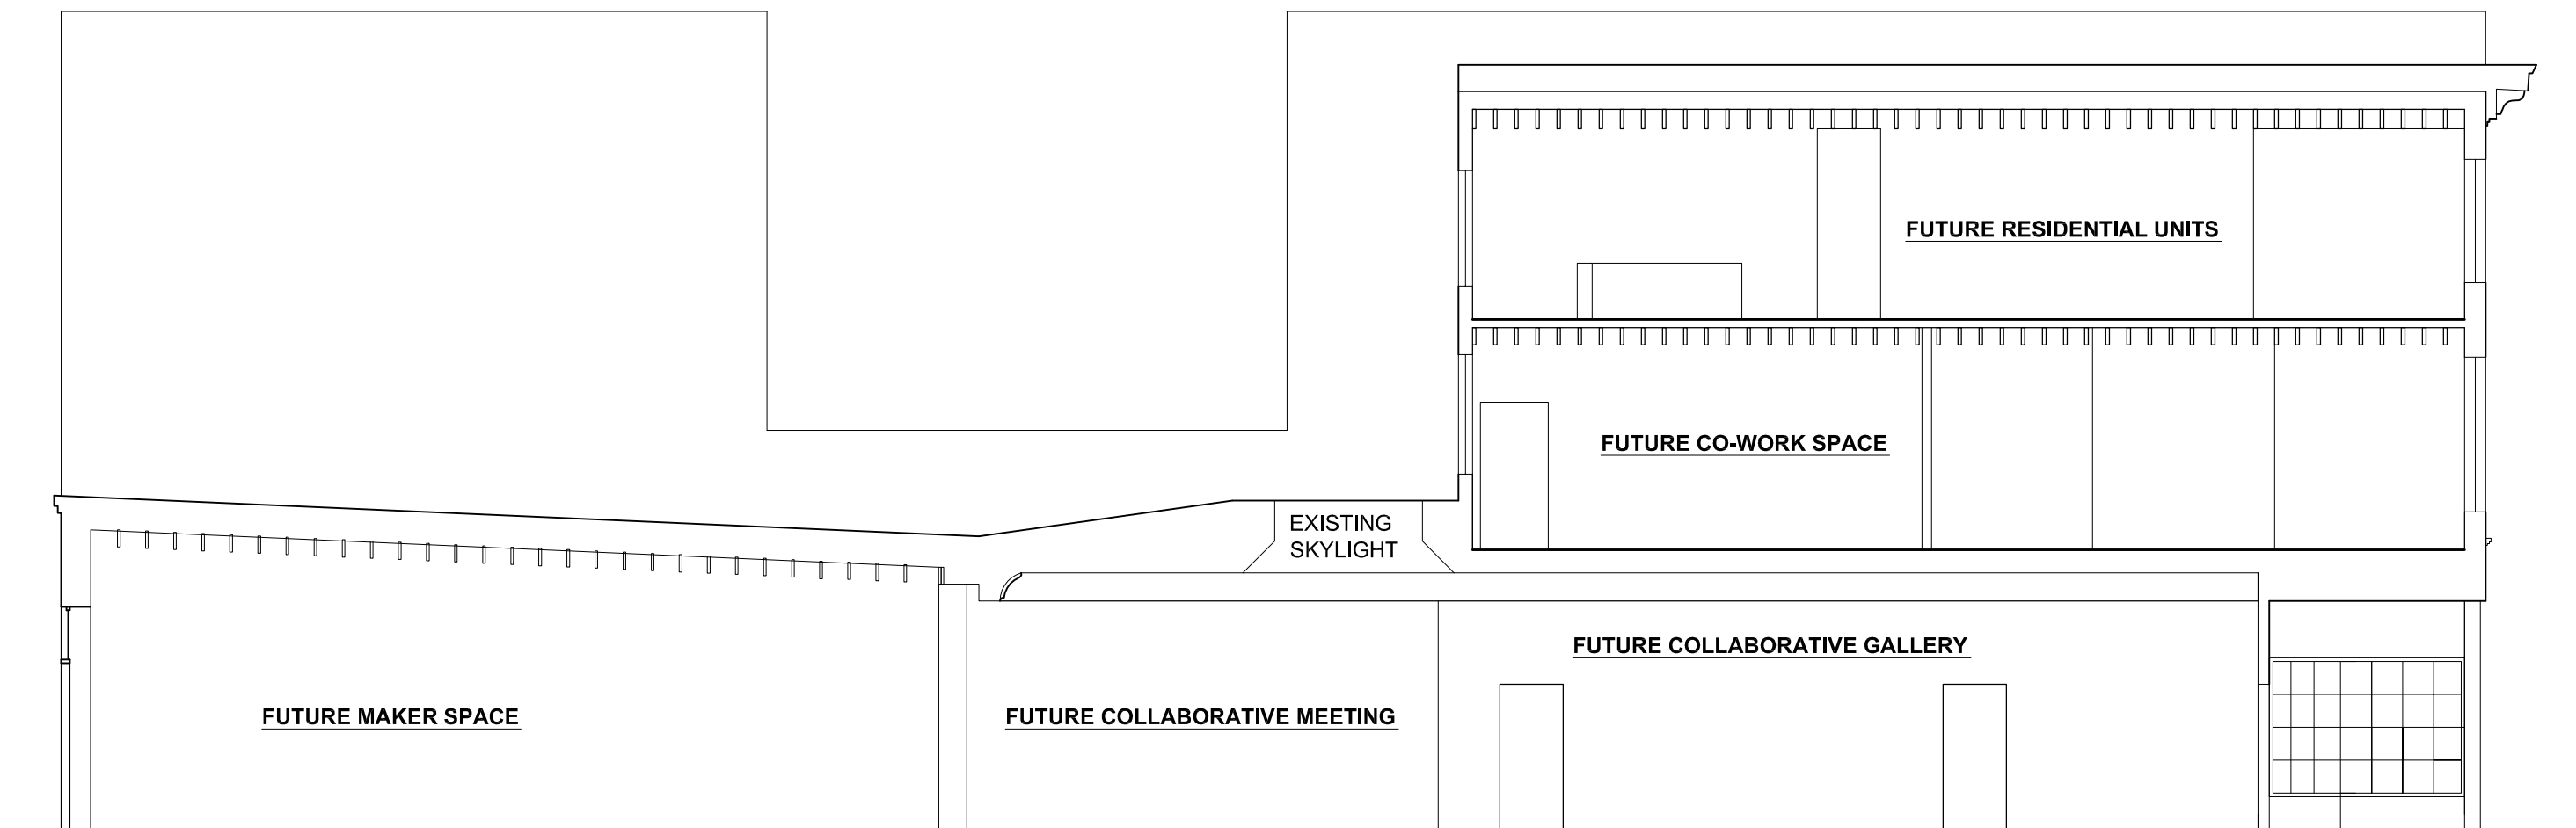 FUTURE RESIDENTIAL UNITS
FUTURE CO-WORK SPACE
EXISTING
SKYLIGHT
FUTURE COLLABORATIVE GALLERY
FUTURE MAKER SPACE
FUTURE COLLABORATIVE MEETING